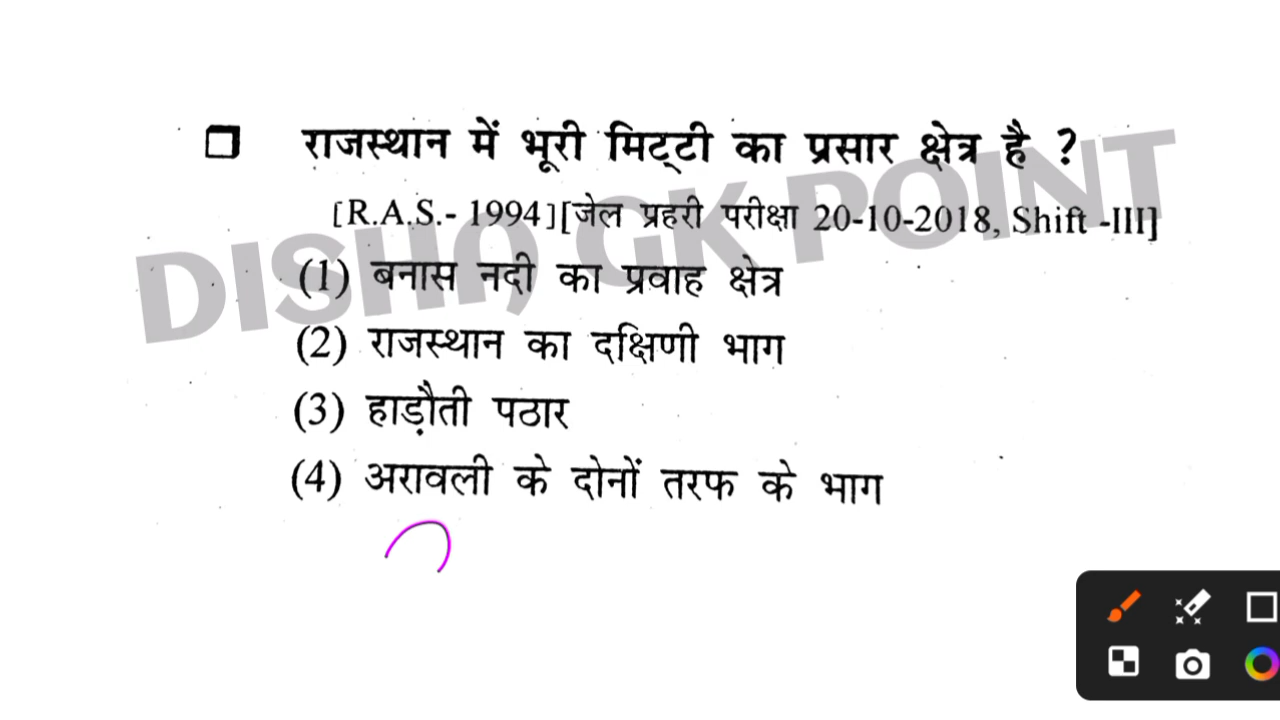 राजस्थान में भूरी मिट्टी का प्रसार क्षेत्र है ?
[R.A.S.- 1994][जेल प्रहरी परीक्षा 20-10-2018, Shift -III]
(1) बनास नदी का प्रवाह क्षेत्र
(2) राजस्थान का दक्षिणी भाग
(3) हाड़ौती पठार
(4) अरावली के दोनों तरफ के भाग
DISHA GK POINT